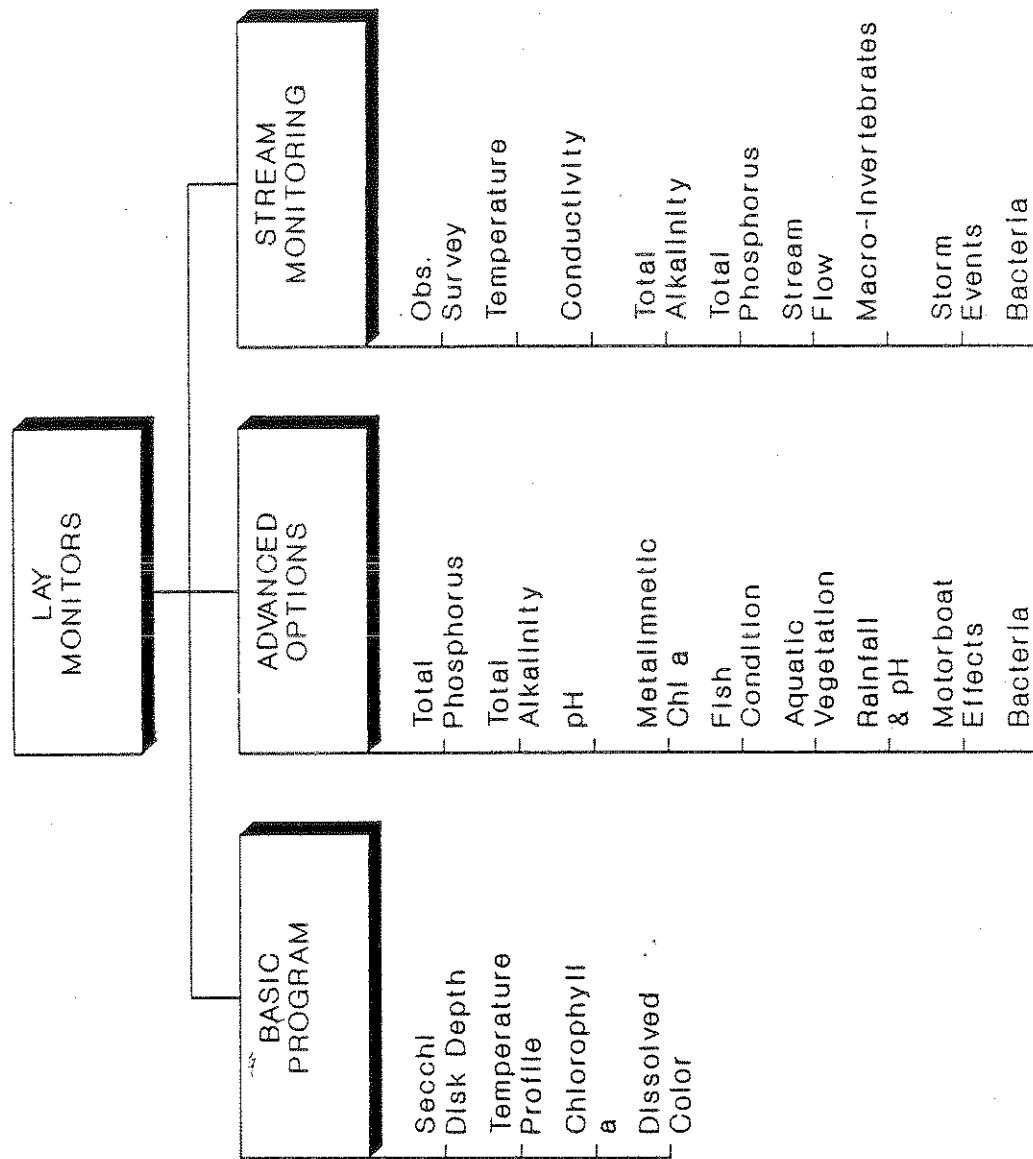 LAY
MONITORS
BASIC
PROGRAM
Secchi
Disk Depth
Temperature
Profile
Chlorophyll
a
Dissolved
Color
ADVANCED
OPTIONS
Total
Phosphorus
Total
Alkalinity
pH
Metalimnetic
Chl a
Fish
Condition
Aquatic
Vegetation
Rainfall
& pH
Motorboat
Effects
Bacteria
STREAM
MONITORING
Obs.
Survey
Temperature
Conductivity
Total
Alkalinity
Total
Phosphorus
Stream
Flow
Macro-Invertebrates
Storm
Events
Bacteria